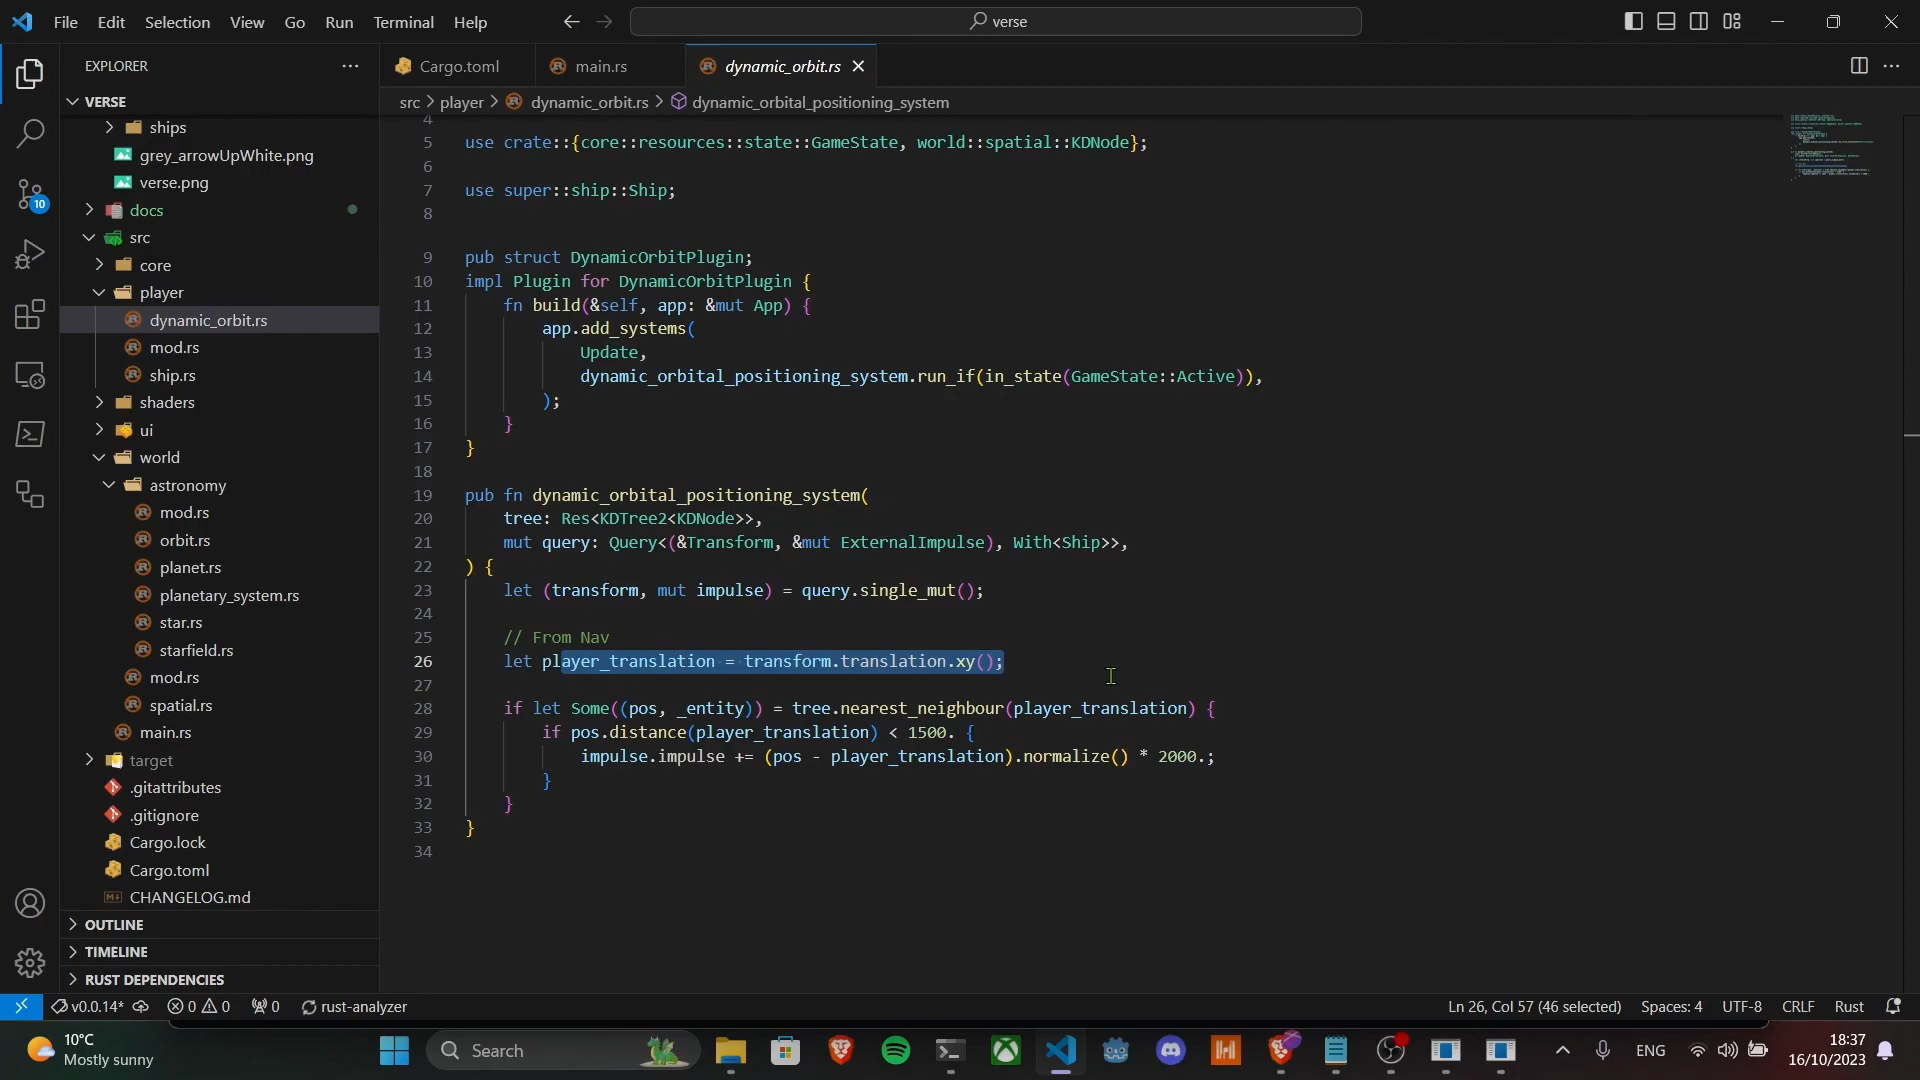 File Edit Selection View Go Run Terminal Help
verse
EXPLORER
VERSE
ships
grey_arrowUpWhite.png
verse.png
docs
src
core
player
dynamic_orbit.rs
mod.rs
ship.rs
shaders
ui
world
astronomy
mod.rs
orbit.rs
planet.rs
planetary_system.rs
star.rs
starfield.rs
mod.rs
spatial.rs
main.rs
target
.gitattributes
.gitignore
Cargo.lock
Cargo.toml
CHANGELOG.md
OUTLINE
TIMELINE
RUST DEPENDENCIES
10
Cargo.toml main.rs dynamic_orbit.rs
src > player > dynamic_orbit.rs > dynamic_orbital_positioning_system
4
5 use crate::{core::resources::state::GameState, world::spatial::KDNode};
6
7 use super::ship::Ship;
8
9 pub struct DynamicOrbitPlugin;
10 impl Plugin for DynamicOrbitPlugin {
11 fn build(&self, app: &mut App) {
12 app.add_systems(
13 Update,
14 dynamic_orbital_positioning_system.run_if(in_state(GameState::Active)),
15 );
16 }
17 }
18
19 pub fn dynamic_orbital_positioning_system(
20 tree: Res<KDTree2<KDNode>>,
21 mut query: Query<(&Transform, &mut ExternalImpulse), With<Ship>>,
22 ) {
23 let (transform, mut impulse) = query.single_mut();
24
25 // From Nav
26 let player_translation = transform.translation.xy();
27
28 if let Some((pos, _entity)) = tree.nearest_neighbour(player_translation) {
29 if pos.distance(player_translation) < 1500. {
30 impulse.impulse += (pos - player_translation).normalize() * 2000.;
31 }
32 }
33 }
34
v0.0.14* 0 0 0 rust-analyzer Ln 26, Col 57 (46 selected) Spaces: 4 UTF-8 CRLF Rust
10°C
Mostly sunny
Search
ENG
18:37
16/10/2023